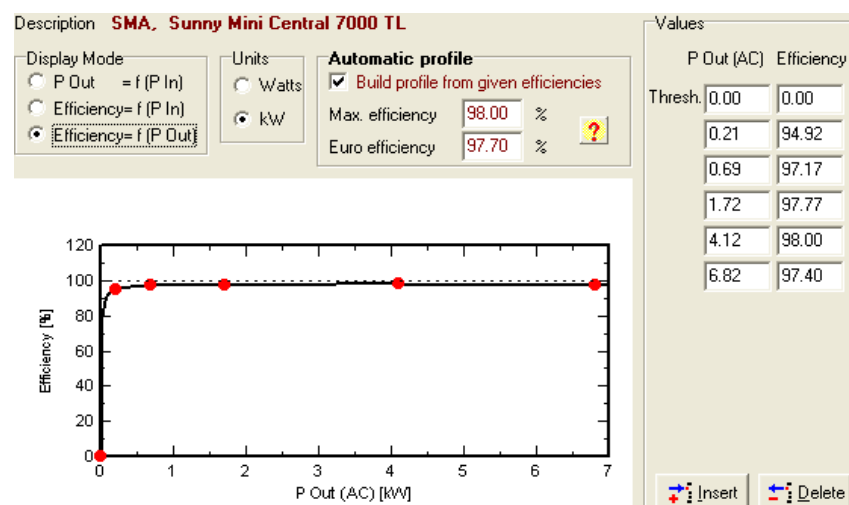 Description SMA, Sunny Mini Central 7000 TL
Display Mode
P Out = f (P In)
Efficiency= f (P In)
Efficiency= f (P Out)
Units
Watts
kW
Automatic profile
Build profile from given efficiencies
Max. efficiency 98.00 %
Euro efficiency 97.70 %
?
Values
P Out (AC) Efficiency
Thresh. 0.00 0.00
0.21 94.92
0.69 97.17
1.72 97.77
4.12 98.00
6.82 97.40
120
100
80
60
40
20
0
Efficiency [%]
0 1 2 3 4 5 6 7
P Out (AC) [kW]
Insert
Delete